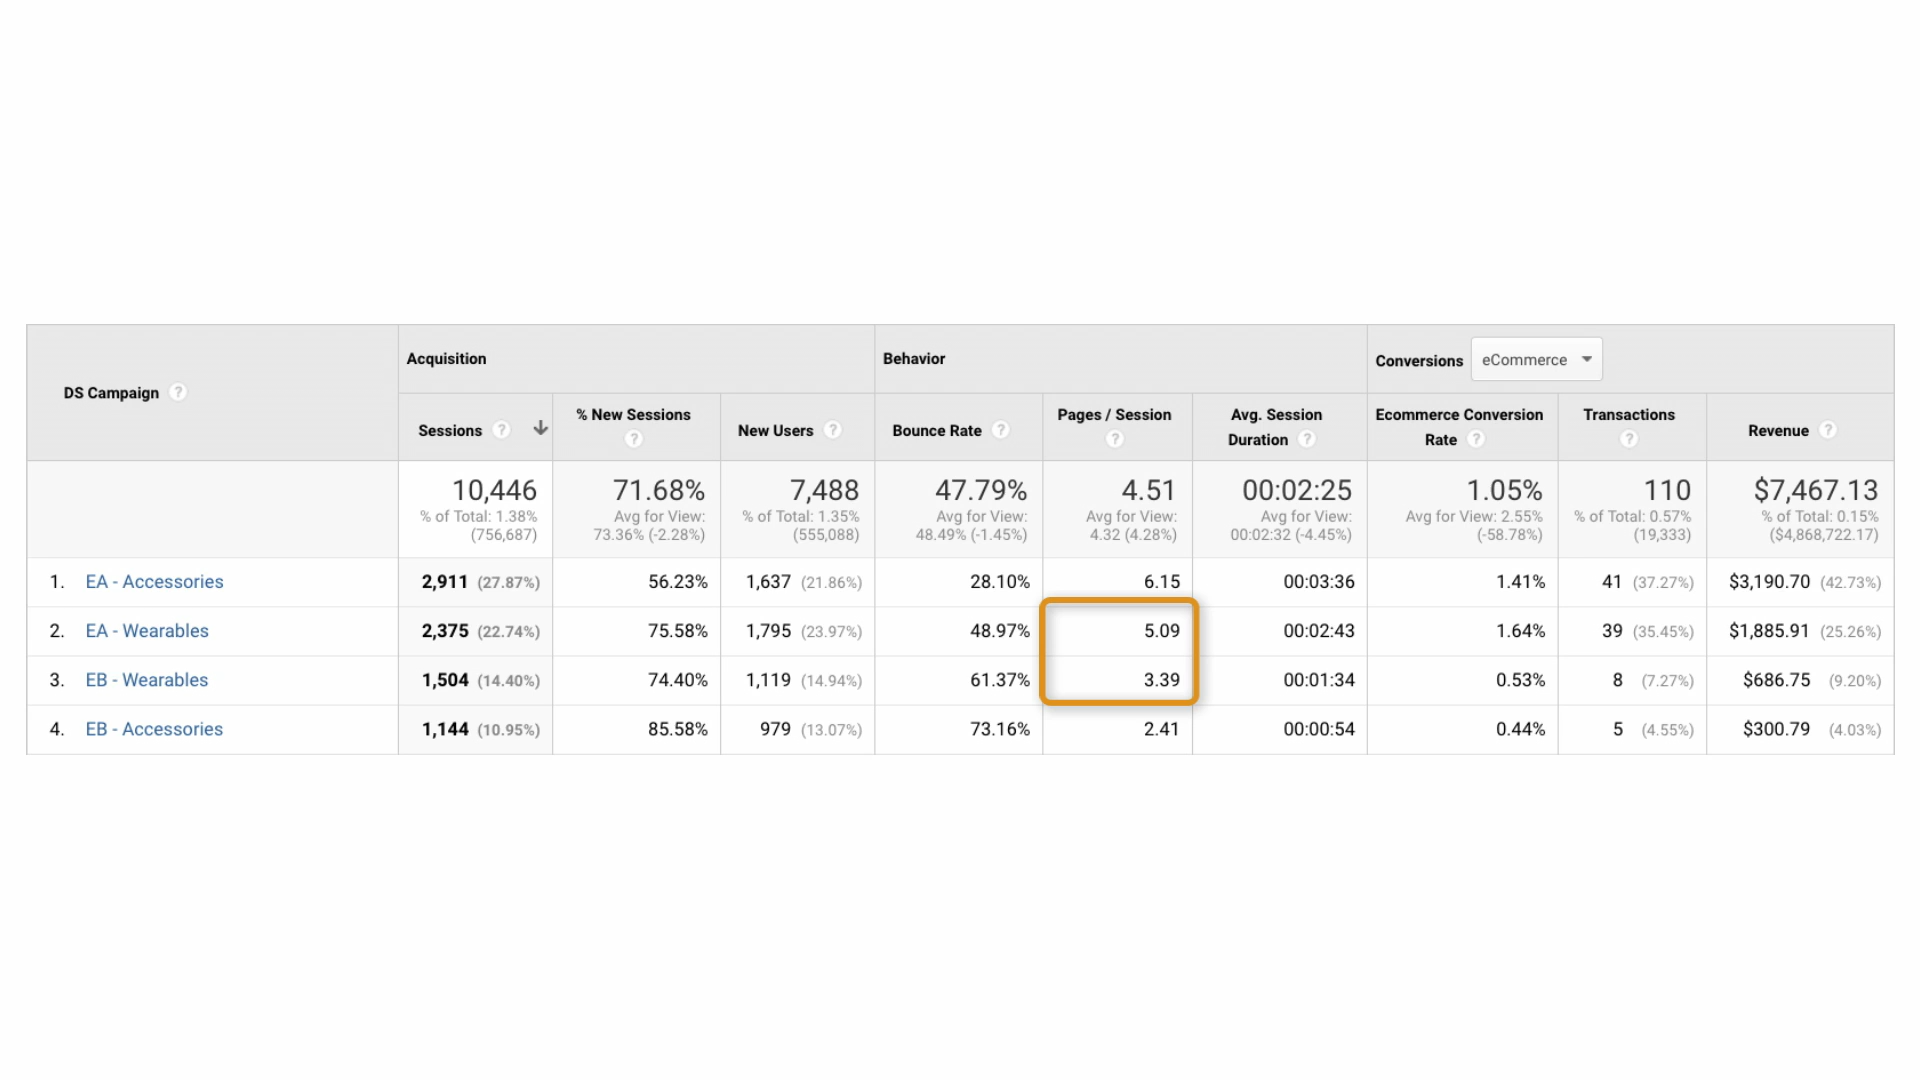 DS Campaign ?
Acquisition
Behavior
Conversions eCommerce
Sessions ?
% New Sessions
?
New Users ?
Bounce Rate ?
Pages / Session
?
Avg. Session
Duration ?
Ecommerce Conversion
Rate ?
Transactions
?
Revenue ?
10,446
% of Total: 1.38%
(756,687)
71.68%
Avg for View:
73.36% (-2.28%)
7,488
% of Total: 1.35%
(555,088)
47.79%
Avg for View:
48.49% (-1.45%)
4.51
Avg for View:
4.32 (4.28%)
00:02:25
Avg for View:
00:02:32 (-4.45%)
1.05%
Avg for View: 2.55%
(-58.78%)
110
% of Total: 0.57%
(19,333)
$7,467.13
% of Total: 0.15%
($4,868,722.17)
1. EA - Accessories 2,911 (27.87%) 56.23% 1,637 (21.86%) 28.10% 6.15 00:03:36 1.41% 41 (37.27%) $3,190.70 (42.73%)
2. EA - Wearables 2,375 (22.74%) 75.58% 1,795 (23.97%) 48.97% 5.09 00:02:43 1.64% 39 (35.45%) $1,885.91 (25.26%)
3. EB - Wearables 1,504 (14.40%) 74.40% 1,119 (14.94%) 61.37% 3.39 00:01:34 0.53% 8 (7.27%) $686.75 (9.20%)
4. EB - Accessories 1,144 (10.95%) 85.58% 979 (13.07%) 73.16% 2.41 00:00:54 0.44% 5 (4.55%) $300.79 (4.03%)